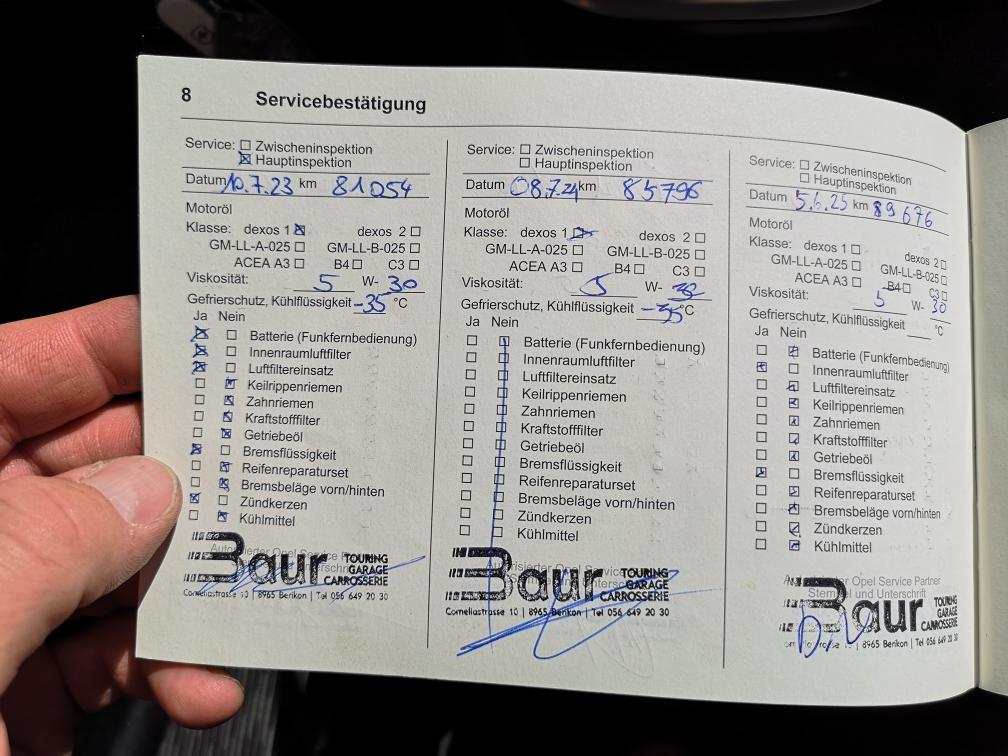 8 Servicebestätigung
Service: Zwischeninspektion
Hauptinspektion
Datum 10.7.23 km 81054
Motoröl
Klasse: dexos 1 dexos 2
GM-LL-A-025 GM-LL-B-025
ACEA A3 B4 C3
Viskosität: 5 W- 30
Gefrierschutz, Kühlflüssigkeit -35 °C
Ja Nein
Batterie (Funkfernbedienung)
Innenraumluftfilter
Luftfiltereinsatz
Keilrippenriemen
Zahnriemen
Kraftstofffilter
Getriebeöl
Bremsflüssigkeit
Reifenreparaturset
Bremsbeläge vorn/hinten
Zündkerzen
Kühlmittel
Baur TOURING
GARAGE
CARROSSERIE
Corneliastrasse 10 | 8965 Berikon | Tel 056 649 20 30
Service: Zwischeninspektion
Hauptinspektion
Datum 08.7.24 km 85796
Motoröl
Klasse: dexos 1 dexos 2
GM-LL-A-025 GM-LL-B-025
ACEA A3 B4 C3
Viskosität: 5 W- 30
Gefrierschutz, Kühlflüssigkeit -35 °C
Ja Nein
Batterie (Funkfernbedienung)
Innenraumluftfilter
Luftfiltereinsatz
Keilrippenriemen
Zahnriemen
Kraftstofffilter
Getriebeöl
Bremsflüssigkeit
Reifenreparaturset
Bremsbeläge vorn/hinten
Zündkerzen
Kühlmittel
Baur TOURING
GARAGE
CARROSSERIE
Corneliastrasse 10 | 8965 Berikon | Tel 056 649 20 30
Service: Zwischeninspektion
Hauptinspektion
Datum 5.6.25 km 89676
Motoröl
Klasse: dexos 1 dexos 2
GM-LL-A-025 GM-LL-B-025
ACEA A3 B4 C3
Viskosität: 5 W- 30
Gefrierschutz, Kühlflüssigkeit °C
Ja Nein
Batterie (Funkfernbedienung)
Innenraumluftfilter
Luftfiltereinsatz
Keilrippenriemen
Zahnriemen
Kraftstofffilter
Getriebeöl
Bremsflüssigkeit
Reifenreparaturset
Bremsbeläge vorn/hinten
Zündkerzen
Kühlmittel
Opel Service Partner
Stempel und Unterschrift
Baur TOURING
GARAGE
CARROSSERIE
8965 Berikon | Tel 056 649 20 30